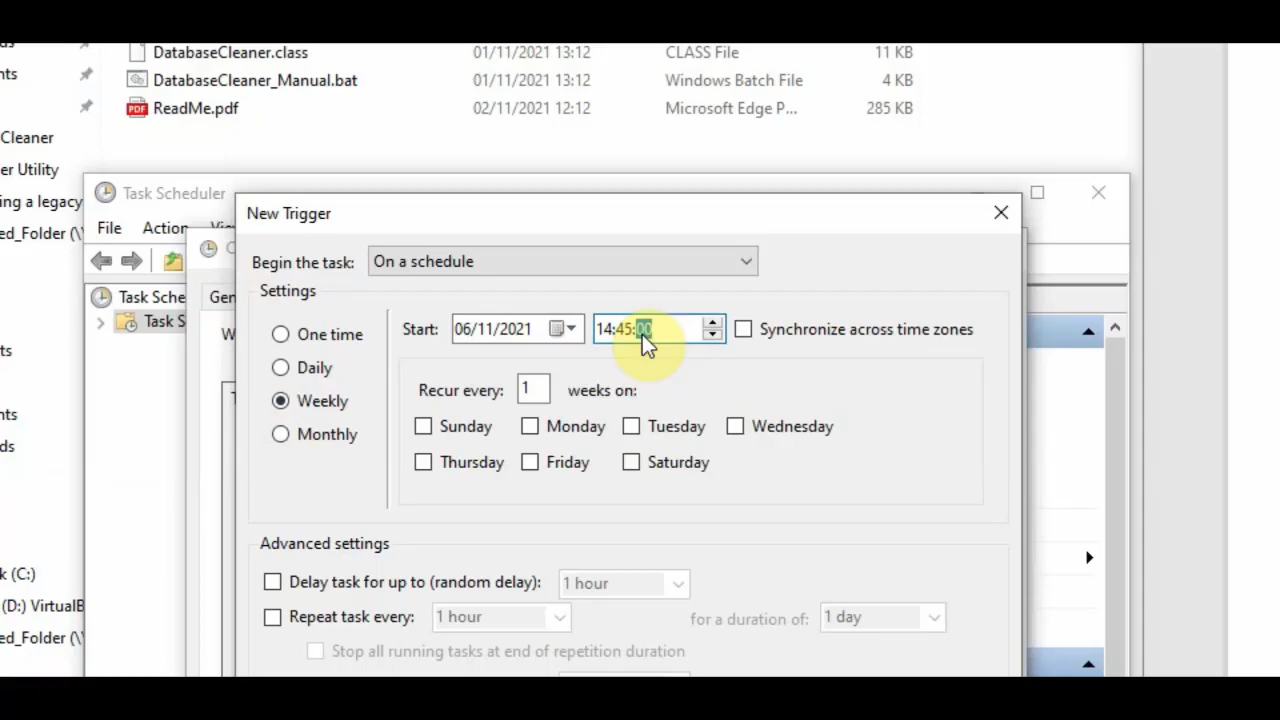 DatabaseCleaner.class 01/11/2021 13:12 CLASS File 11 KB
nts DatabaseCleaner_Manual.bat 01/11/2021 13:12 Windows Batch File 4 KB
ReadMe.pdf 02/11/2021 12:12 Microsoft Edge P... 285 KB
PDF
Cleaner
er Utility
ing a legacy
ed_Folder (\\
Task Scheduler
File Action
New Trigger
Begin the task: On a schedule
Settings
Task Sche
Task S
Gen
One time
Daily
Weekly
Monthly
Start: 06/11/2021 14:45:00 Synchronize across time zones
Recur every: 1 weeks on:
Sunday Monday Tuesday Wednesday
Thursday Friday Saturday
ts
nts
ds
Advanced settings
Delay task for up to (random delay): 1 hour
Repeat task every: 1 hour for a duration of: 1 day
Stop all running tasks at end of repetition duration
k (C:)
(D:) VirtualB
ed_Folder (\\